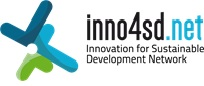 inno4sd.net
Innovation for Sustainable
Development Network